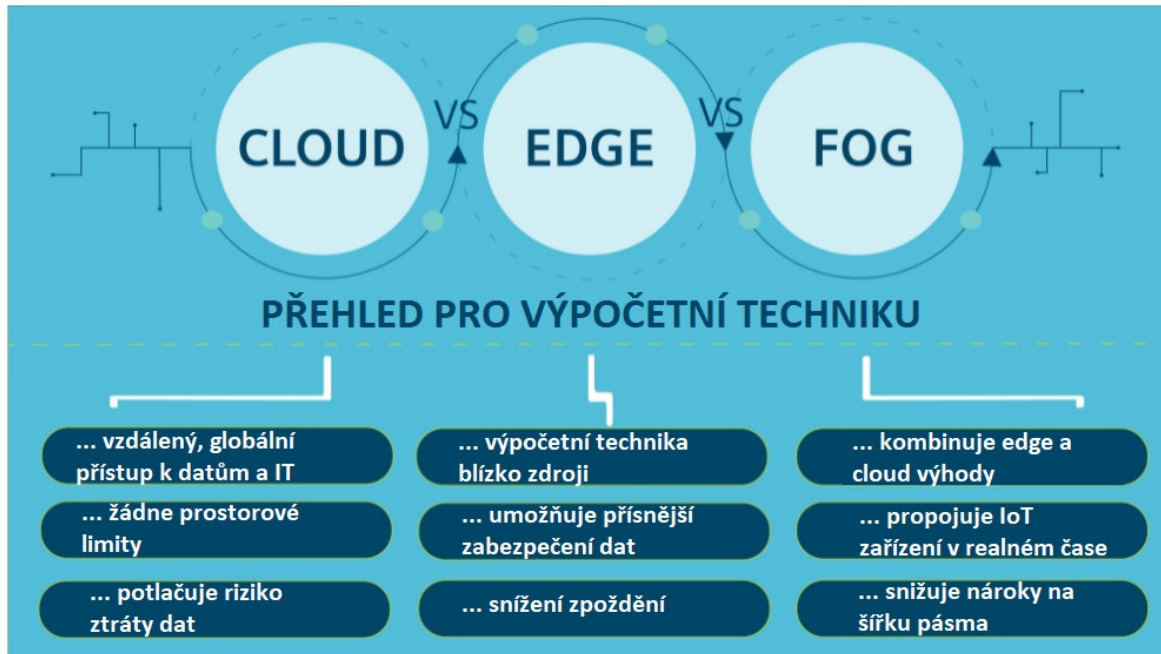 CLOUD
VS
EDGE
VS
FOG
PŘEHLED PRO VÝPOČETNÍ TECHNIKU
... vzdálený, globální
přístup k datům a IT
... žádne prostorové
limity
... potlačuje riziko
ztráty dat
... výpočetní technika
blízko zdroji
... umožňuje přísnější
zabezpečení dat
... snížení zpoždění
... kombinuje edge a
cloud výhody
... propojuje IoT
zařízení v realném čase
... snižuje nároky na
šířku pásma